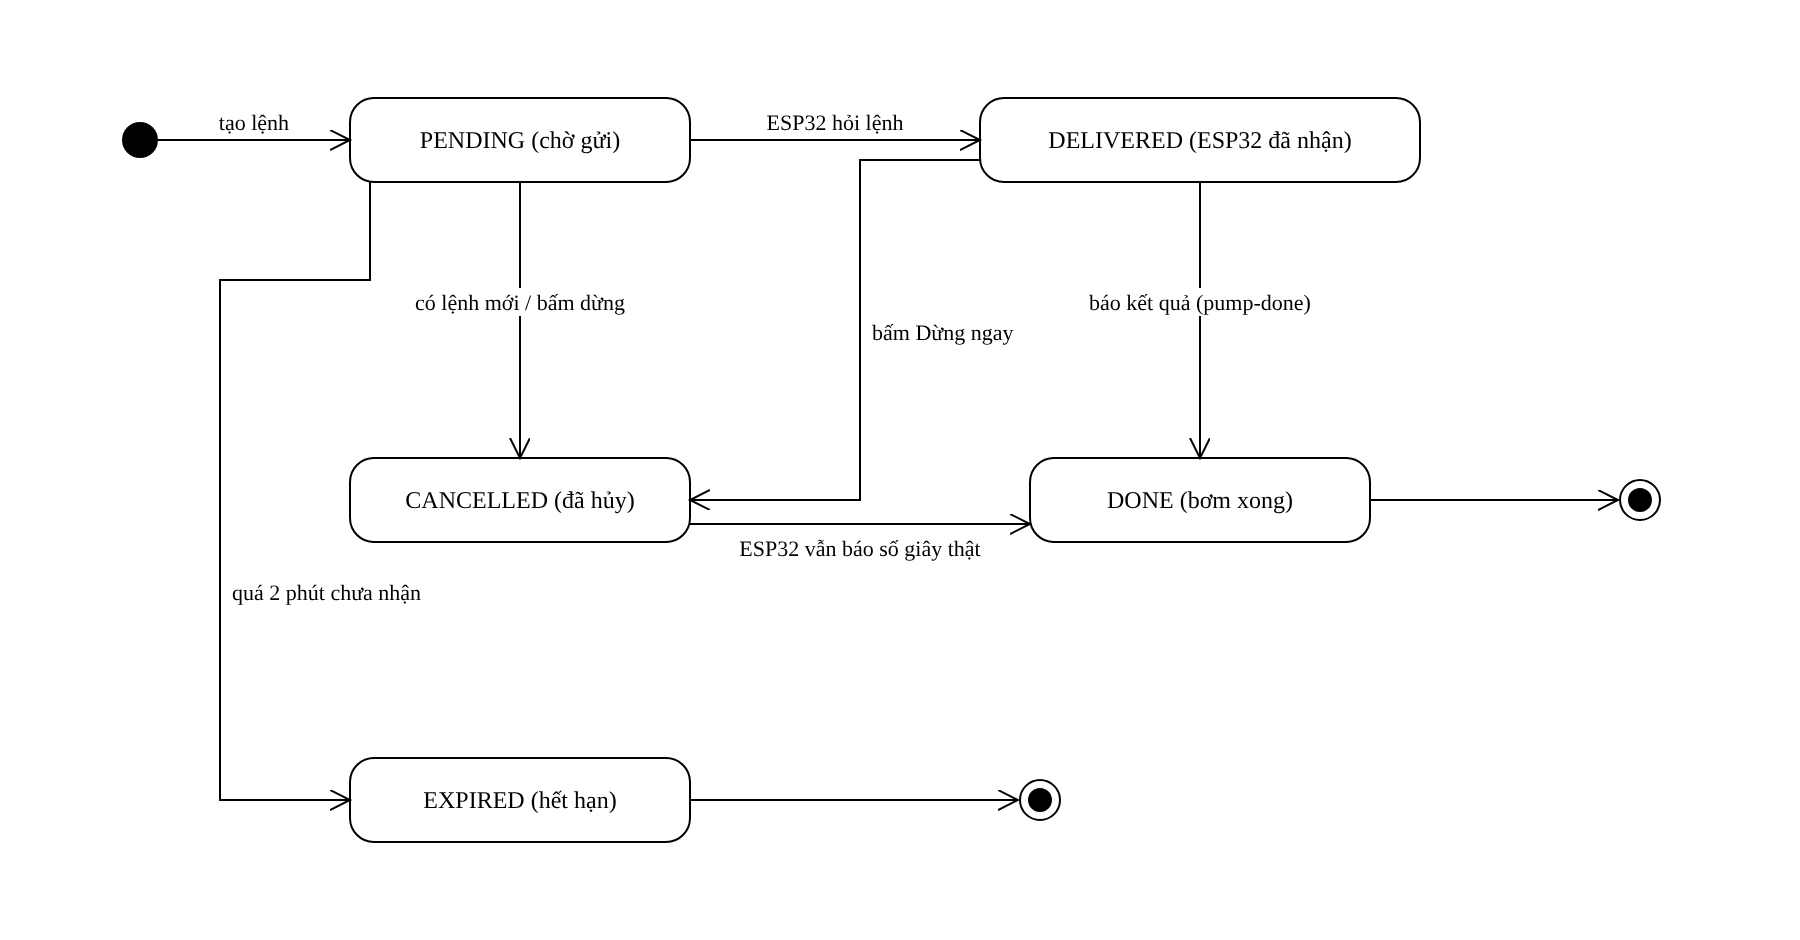 tạo lệnh
PENDING (chờ gửi)
ESP32 hỏi lệnh
DELIVERED (ESP32 đã nhận)
có lệnh mới / bấm dừng
báo kết quả (pump-done)
bấm Dừng ngay
CANCELLED (đã hủy)
DONE (bơm xong)
ESP32 vẫn báo số giây thật
quá 2 phút chưa nhận
EXPIRED (hết hạn)